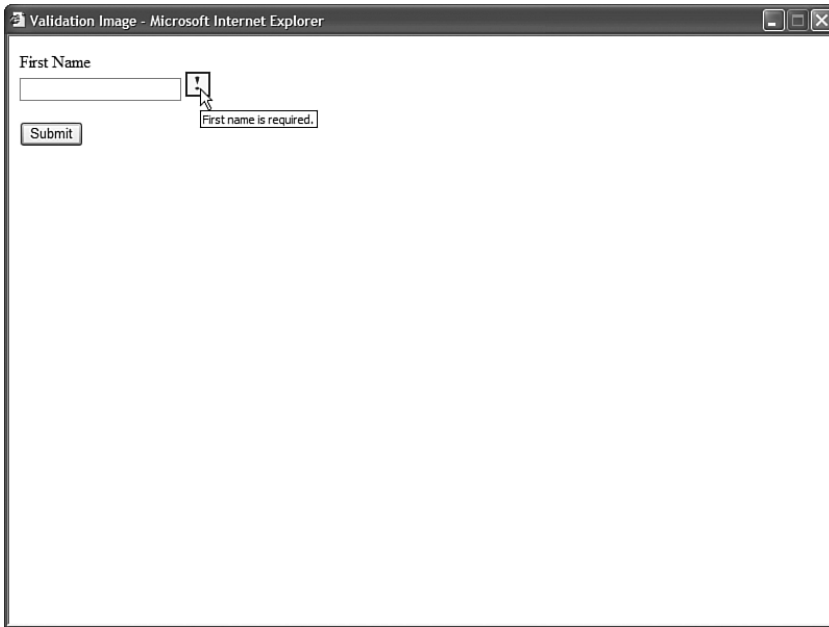 Validation Image - Microsoft Internet Explorer
First Name
!
First name is required.
Submit